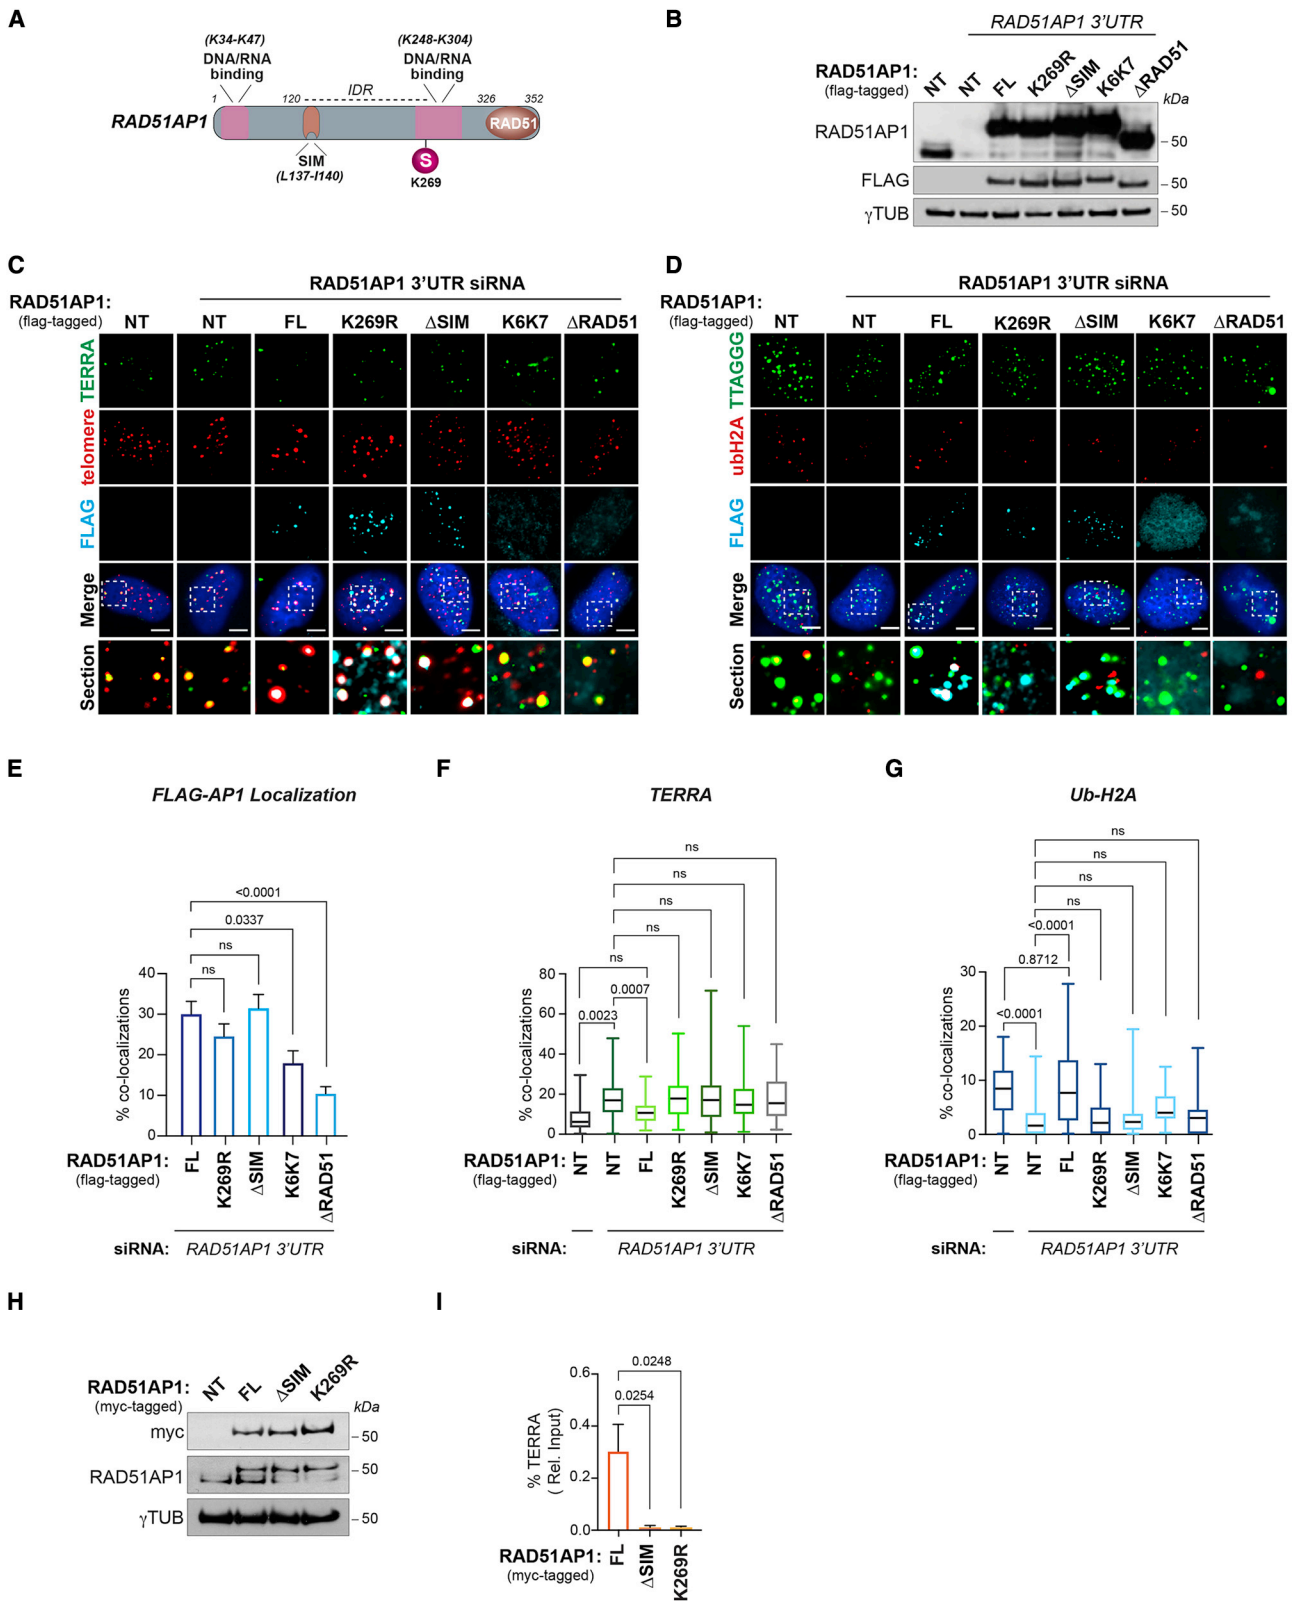 A
(K34-K47)
(K248-K304)
DNA/RNA
binding
DNA/RNA
binding
1
120
IDR
326
352
RAD51AP1
RAD51
SIM
(L137-I140)
S
K269
B
RAD51AP1 3'UTR
RAD51AP1:
(flag-tagged)
NT
NT
FL
K269R
ΔSIM
K6K7
ΔRAD51
kDa
RAD51AP1
– 50
FLAG
– 50
γTUB
– 50
C
RAD51AP1 3'UTR siRNA
RAD51AP1:
(flag-tagged)
NT
NT
FL
K269R
ΔSIM
K6K7
ΔRAD51
TERRA
telomere
FLAG
Merge
Section
D
RAD51AP1 3'UTR siRNA
RAD51AP1:
(flag-tagged)
NT
NT
FL
K269R
ΔSIM
K6K7
ΔRAD51
TTAGGG
ubH2A
FLAG
Merge
Section
E
FLAG-AP1 Localization
<0.0001
0.0337
ns
ns
% co-localizations
40
30
20
10
0
RAD51AP1:
(flag-tagged)
FL
K269R
ΔSIM
K6K7
ΔRAD51
siRNA:
RAD51AP1 3'UTR
F
TERRA
ns
ns
ns
ns
ns
0.0007
0.0023
% co-localizations
80
60
40
20
0
RAD51AP1:
(flag-tagged)
NT
NT
FL
K269R
ΔSIM
K6K7
ΔRAD51
siRNA:
RAD51AP1 3'UTR
G
Ub-H2A
ns
ns
ns
ns
<0.0001
0.8712
<0.0001
% co-localizations
30
20
10
0
RAD51AP1:
(flag-tagged)
NT
NT
FL
K269R
ΔSIM
K6K7
ΔRAD51
siRNA:
RAD51AP1 3'UTR
H
RAD51AP1:
(myc-tagged)
NT
FL
ΔSIM
K269R
kDa
myc
– 50
RAD51AP1
– 50
γTUB
– 50
I
0.0248
0.0254
% TERRA
( Rel. Input)
0.6
0.4
0.2
0.0
RAD51AP1:
(myc-tagged)
FL
ΔSIM
K269R